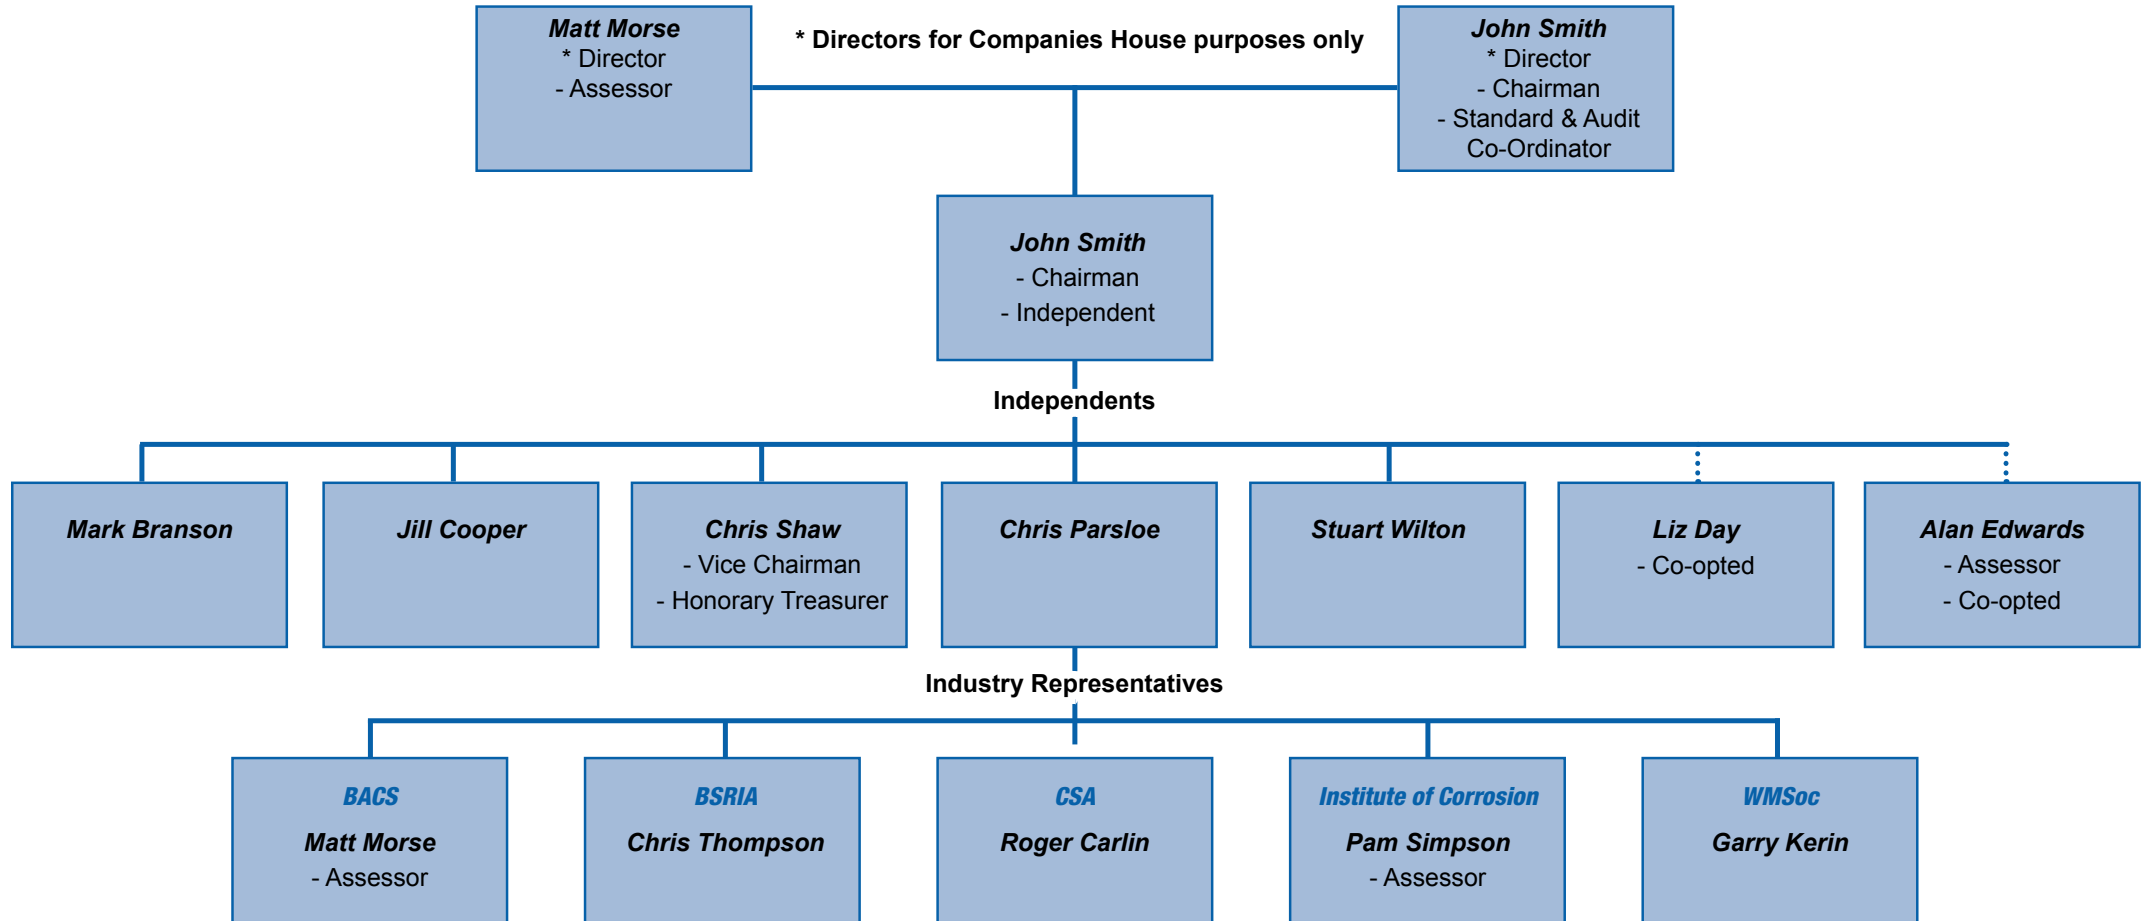 Matt Morse
* Director
- Assessor
* Directors for Companies House purposes only
John Smith
* Director
- Chairman
- Standard & Audit
Co-Ordinator
John Smith
- Chairman
- Independent
Independents
Mark Branson
Jill Cooper
Chris Shaw
- Vice Chairman
- Honorary Treasurer
Chris Parsloe
Stuart Wilton
Liz Day
- Co-opted
Alan Edwards
- Assessor
- Co-opted
Industry Representatives
BACS
Matt Morse
- Assessor
BSRIA
Chris Thompson
CSA
Roger Carlin
Institute of Corrosion
Pam Simpson
- Assessor
WMSoc
Garry Kerin